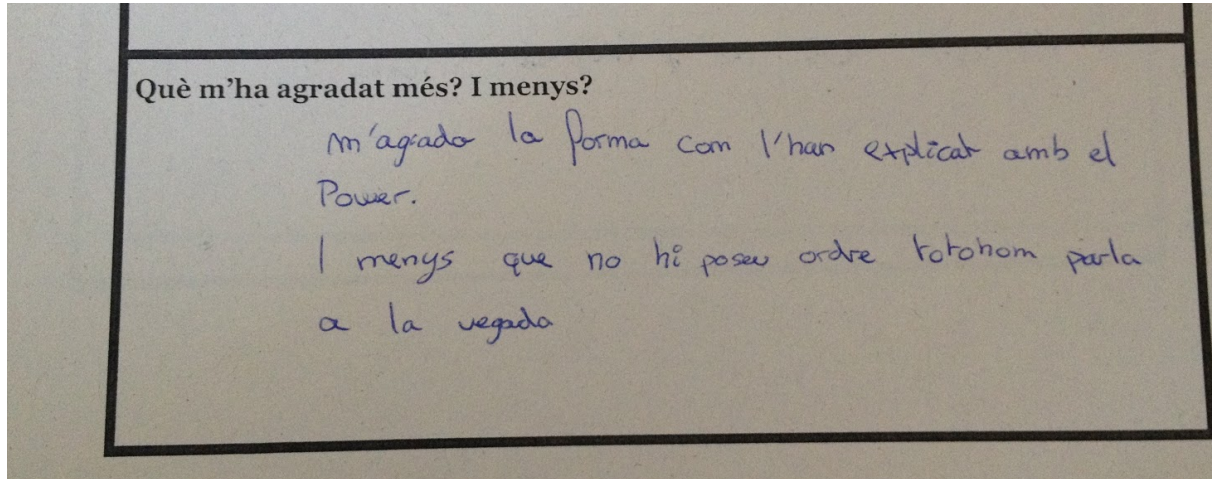 Què m'ha agradat més? I menys?
m'agrada la forma com l'han explicat amb el
Power.
I menys que no hi poseu ordre totohom parla
a la vegada